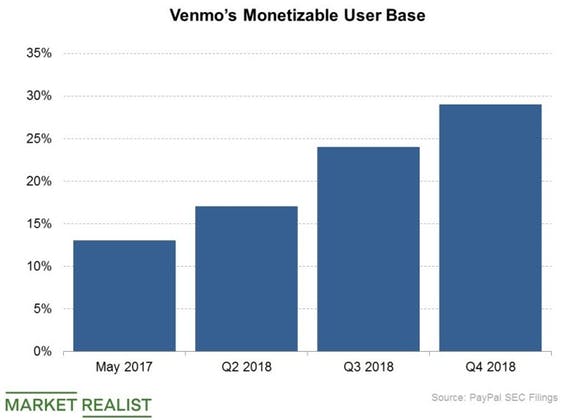 Venmo's Monetizable User Base
35%
30%
25%
20%
15%
10%
5%
0%
May 2017 Q2 2018 Q3 2018 Q4 2018
MARKET REALIST
Source: PayPal SEC Filings